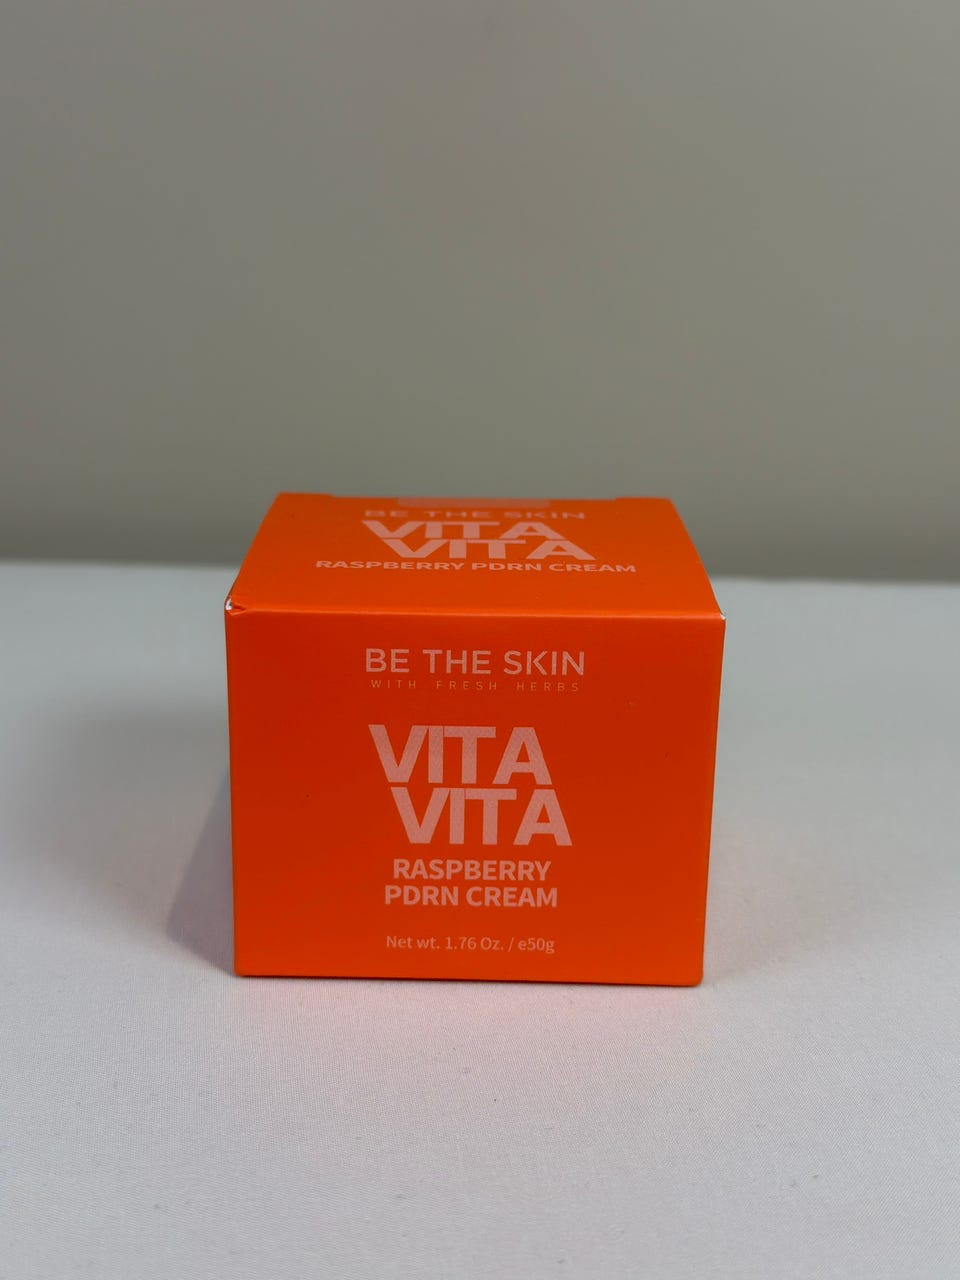 BE THE SKIN
VITA
VITA
RASPBERRY PDRN CREAM
BE THE SKIN
WITH FRESH HERBS
VITA
VITA
RASPBERRY
PDRN CREAM
Net wt. 1.76 Oz. / e50g